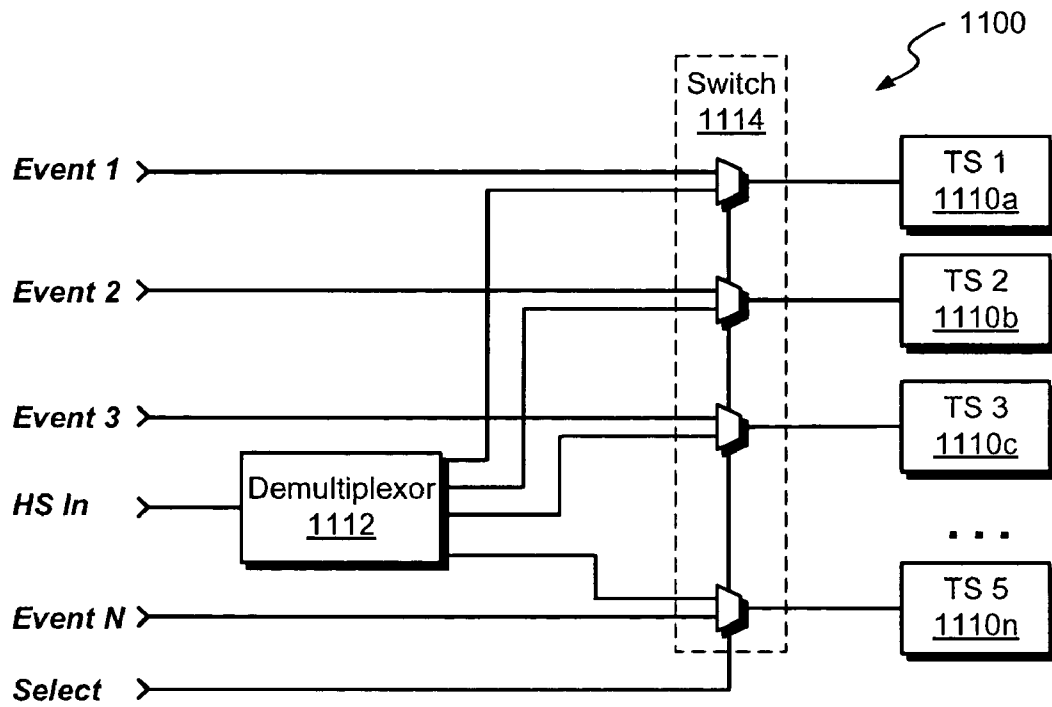 1100
Switch
1114
Event 1
TS 1
1110a
Event 2
TS 2
1110b
Event 3
TS 3
1110c
HS In
Demultiplexor
1112
. . .
Event N
TS 5
1110n
Select